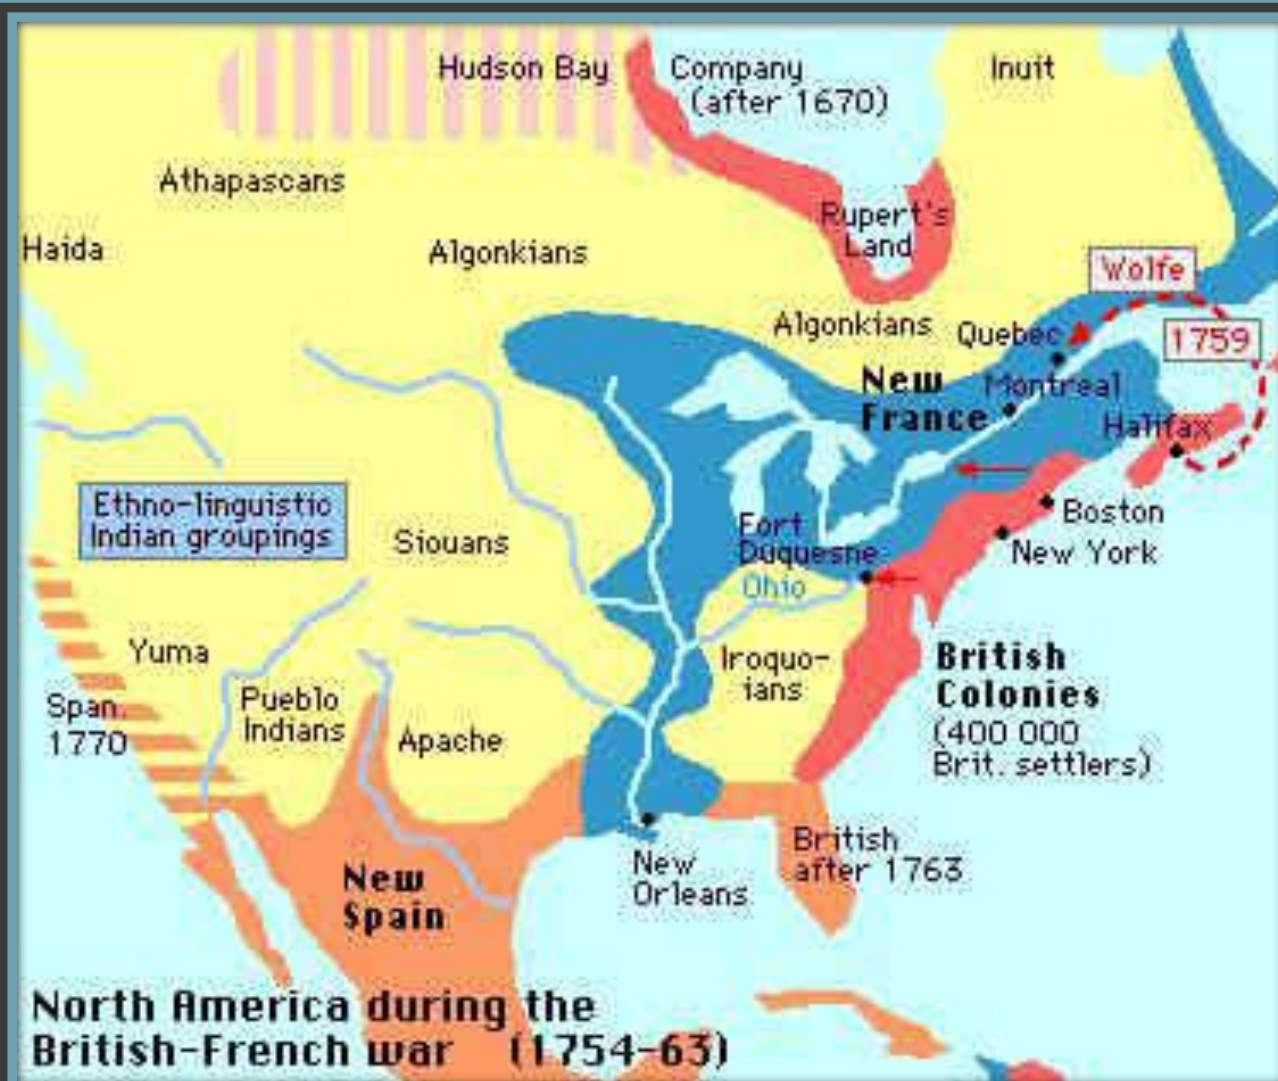 Hudson Bay
Company
(after 1670)
Inuit
Athapascans
Haida
Algonkians
Rupert's
Land
Wolfe
1759
Algonkians
Quebec
New
France
Montreal
Halifax
Ethno-linguistic
Indian groupings
Siouans
Fort
Duquesne
Ohio
Boston
New York
Yuma
Iroquo-
ians
British
Colonies
(400 000
Brit. settlers)
Span.
1770
Pueblo
Indians
Apache
New
Orleans
British
after 1763
New
Spain
North America during the
British-French war (1754-63)